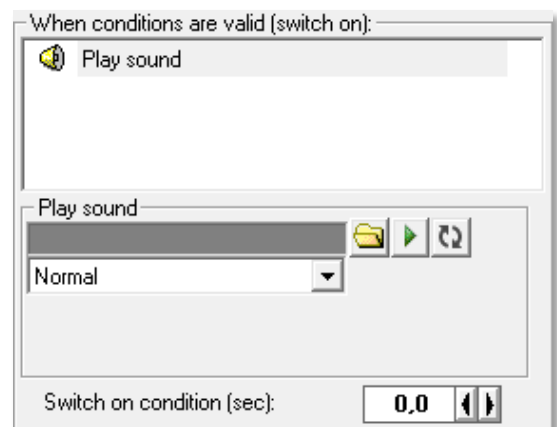 When conditions are valid (switch on):
Play sound
Play sound
Normal
Switch on condition (sec): 0,0